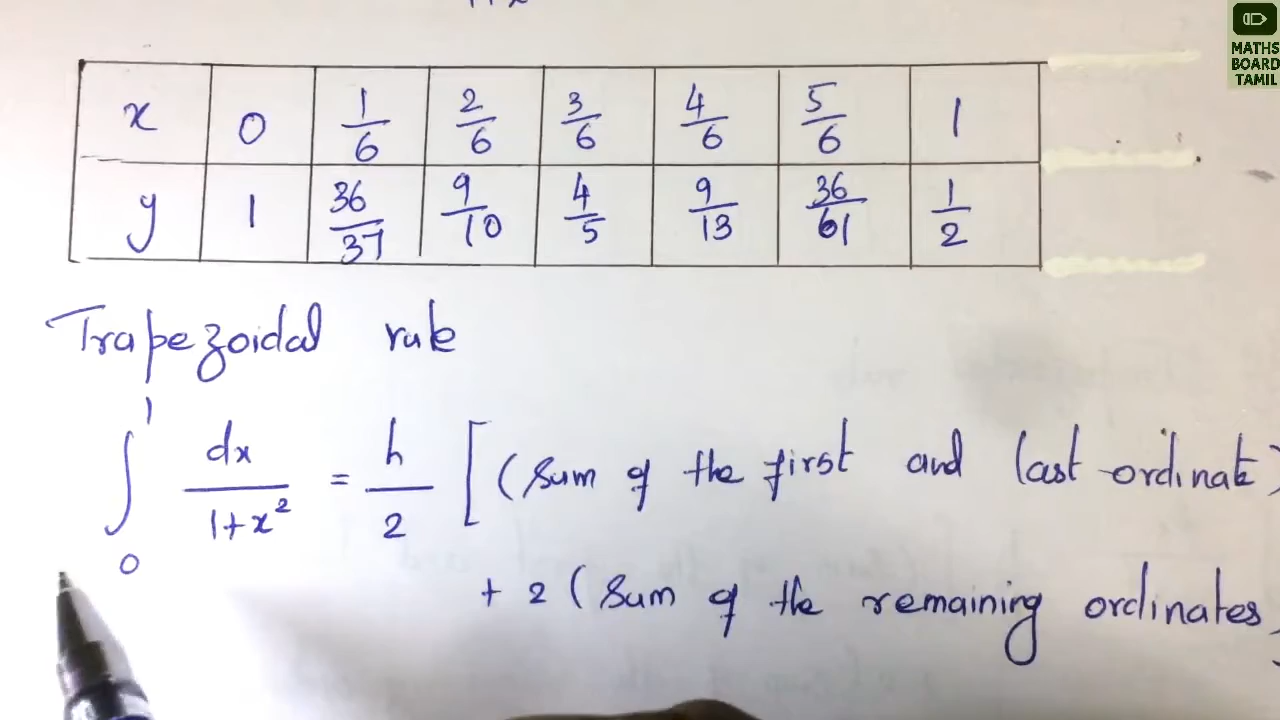 MATHS
BOARD
TAMIL
x 0 1/6 2/6 3/6 4/6 5/6 1
y 1 36/37 9/10 4/5 9/13 36/61 1/2
Trapezoidal rule
∫₀¹ dx/(1+x²) = h/2 [(Sum of the first and last ordinate)
+ 2 (Sum of the remaining ordinates)